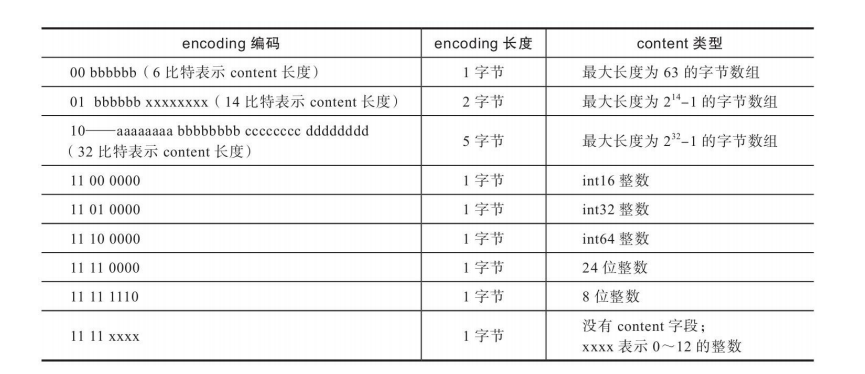 encoding 编码 encoding 长度 content 类型
00 bbbbbb（6 比特表示 content 长度） 1 字节 最大长度为 63 的字节数组
01 bbbbbb xxxxxxxx（14 比特表示 content 长度） 2 字节 最大长度为 2¹⁴–1 的字节数组
10——aaaaaaaa bbbbbbbb cccccccc dddddddd
（32 比特表示 content 长度） 5 字节 最大长度为 2³²–1 的字节数组
11 00 0000 1 字节 int16 整数
11 01 0000 1 字节 int32 整数
11 10 0000 1 字节 int64 整数
11 11 0000 1 字节 24 位整数
11 11 1110 1 字节 8 位整数
11 11 xxxx 1 字节 没有 content 字段；
xxxx 表示 0～12 的整数